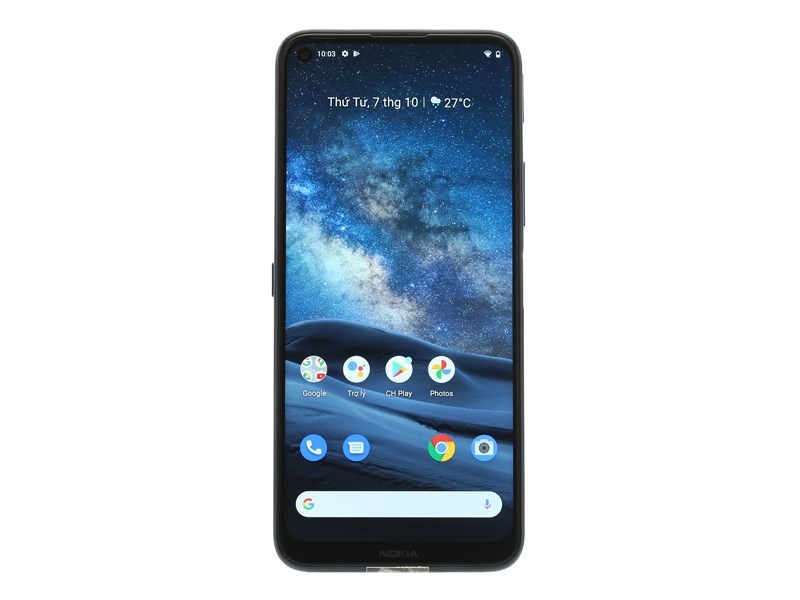 10:03
Thứ Tư, 7 thg 10 | 27°C
Google
Trợ lý
CH Play
Photos
NOKIA